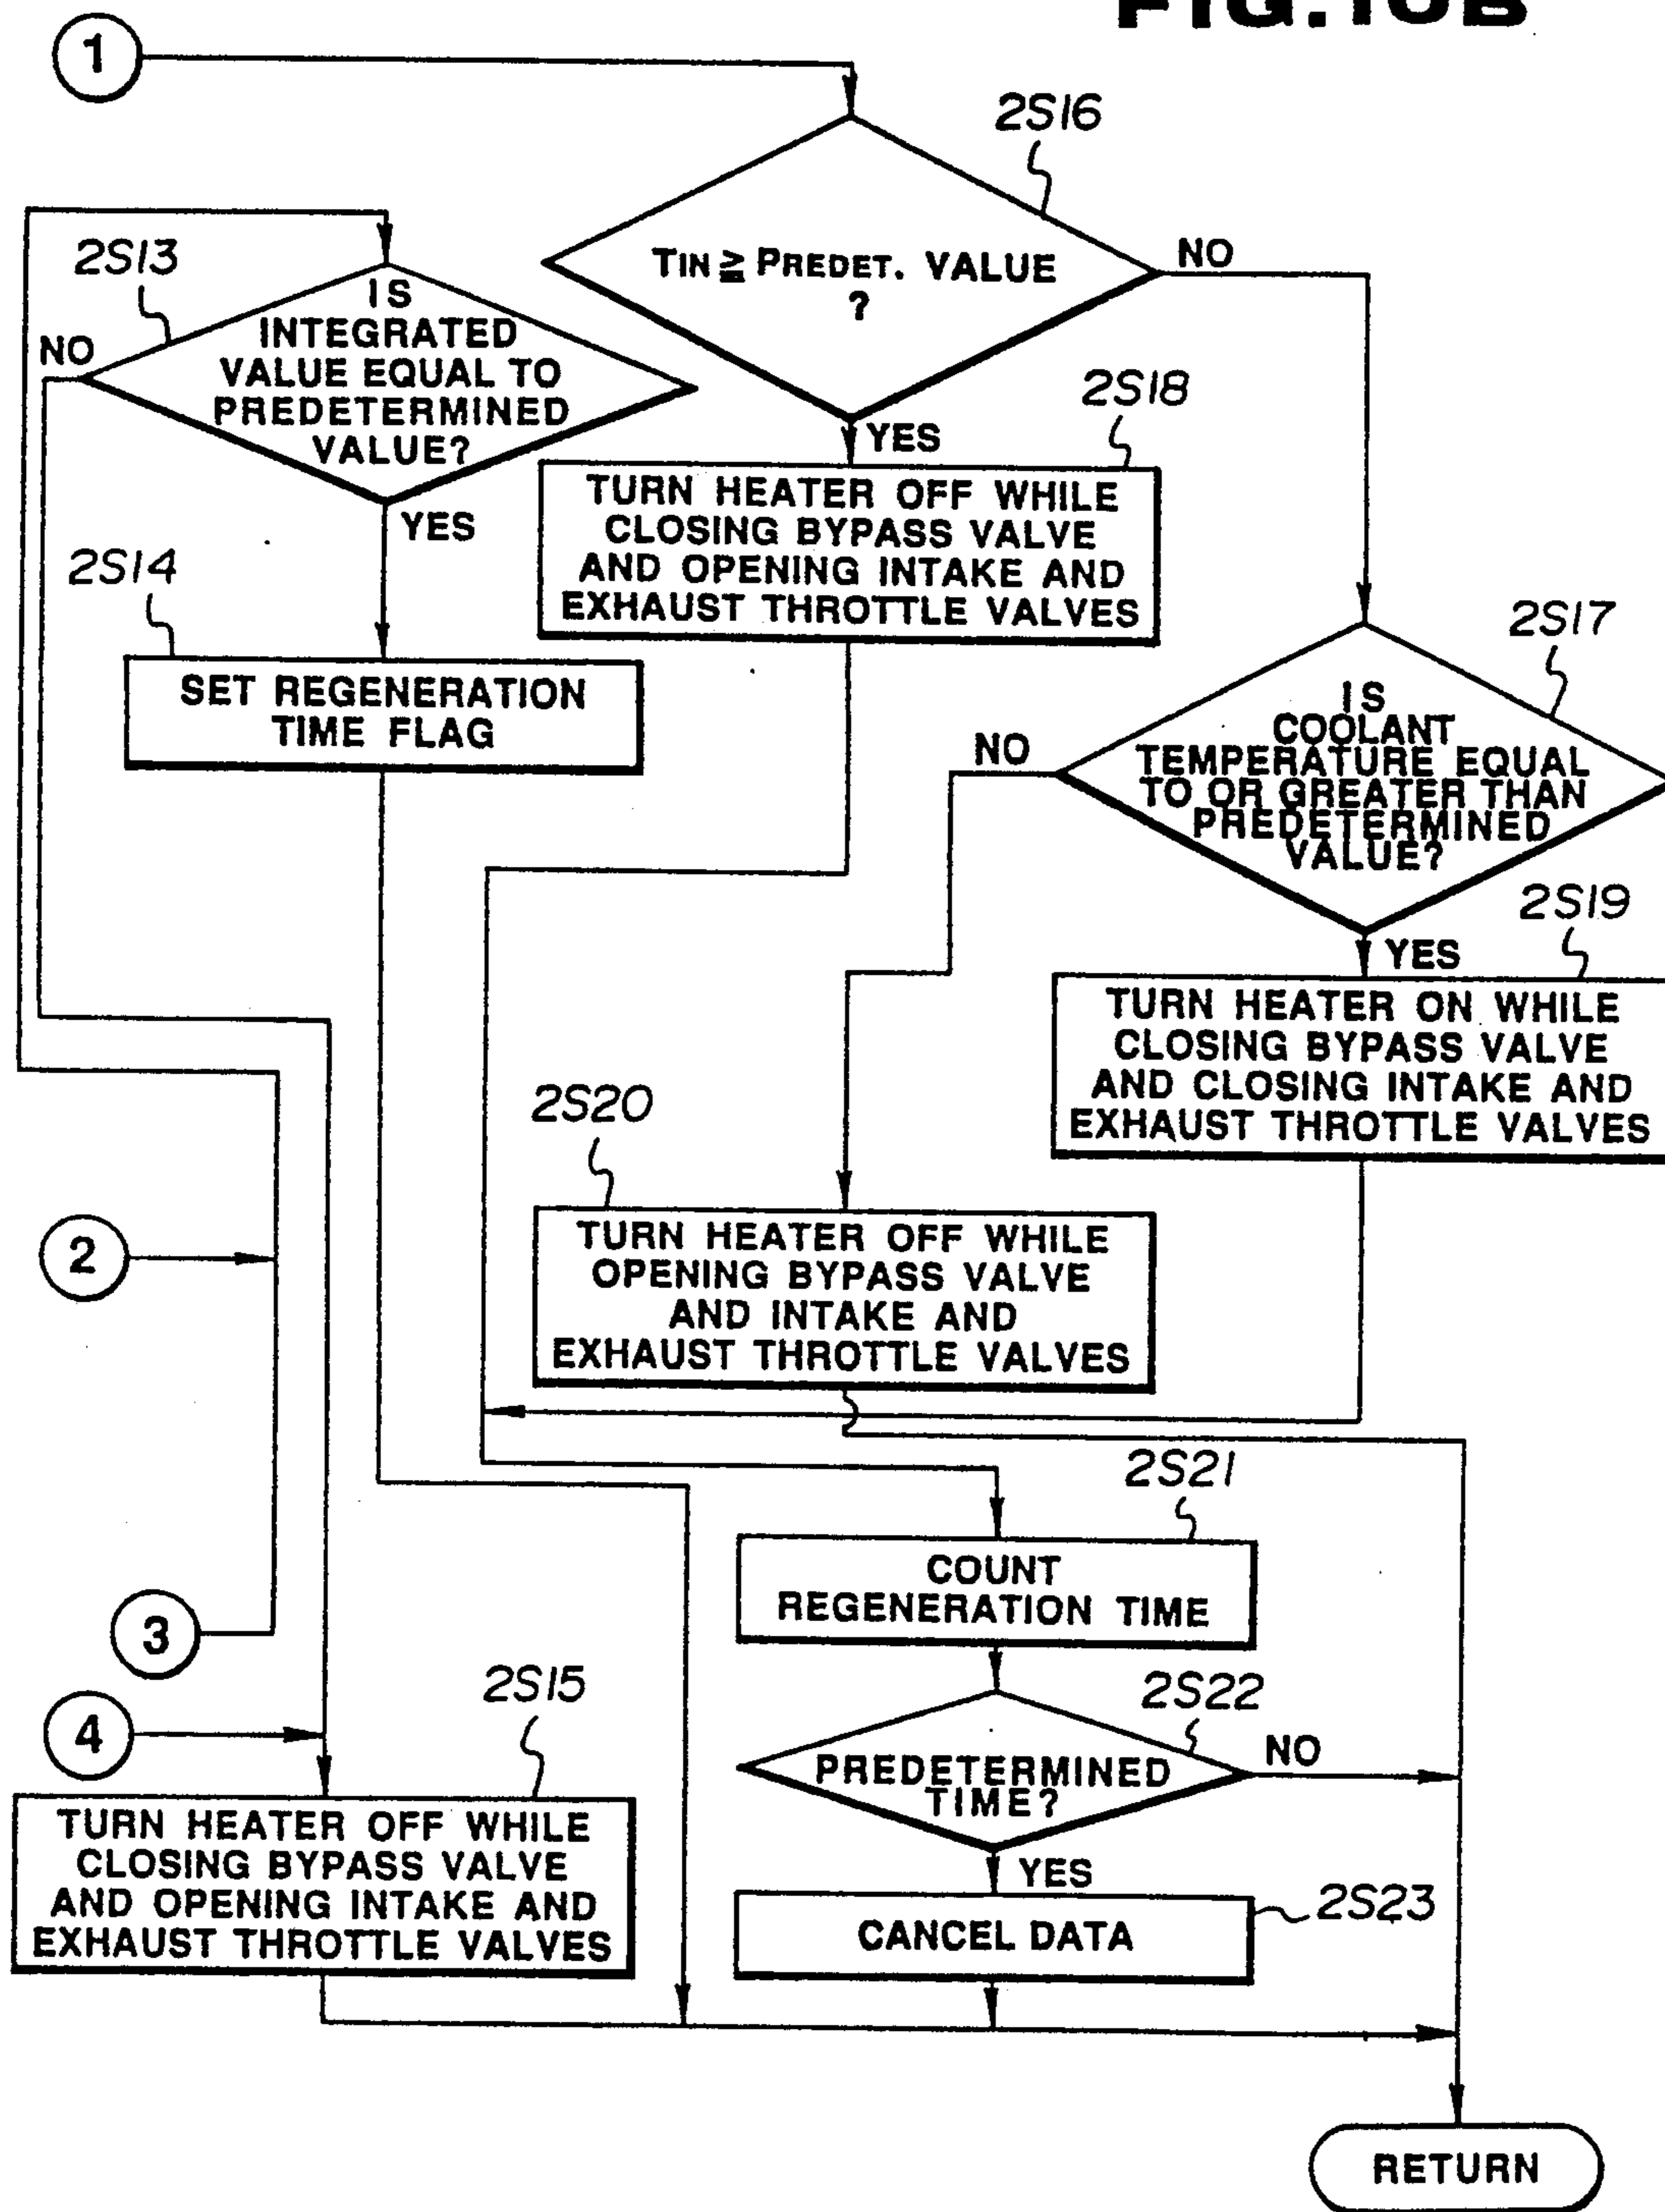 FIG.10B
1
2S16
TIN ≧ PREDET. VALUE
?
NO
YES
2S13
IS
INTEGRATED
VALUE EQUAL TO
PREDETERMINED
VALUE?
NO
YES
2S18
TURN HEATER OFF WHILE
CLOSING BYPASS VALVE
AND OPENING INTAKE AND
EXHAUST THROTTLE VALVES
2S14
SET REGENERATION
TIME FLAG
2S17
IS
COOLANT
TEMPERATURE EQUAL
TO OR GREATER THAN
PREDETERMINED
VALUE?
NO
YES
2S19
TURN HEATER ON WHILE
CLOSING BYPASS VALVE
AND CLOSING INTAKE AND
EXHAUST THROTTLE VALVES
2S20
TURN HEATER OFF WHILE
OPENING BYPASS VALVE
AND INTAKE AND
EXHAUST THROTTLE VALVES
2
3
4
2S21
COUNT
REGENERATION TIME
2S22
PREDETERMINED
TIME?
NO
YES
2S15
TURN HEATER OFF WHILE
CLOSING BYPASS VALVE
AND OPENING INTAKE AND
EXHAUST THROTTLE VALVES
2S23
CANCEL DATA
RETURN